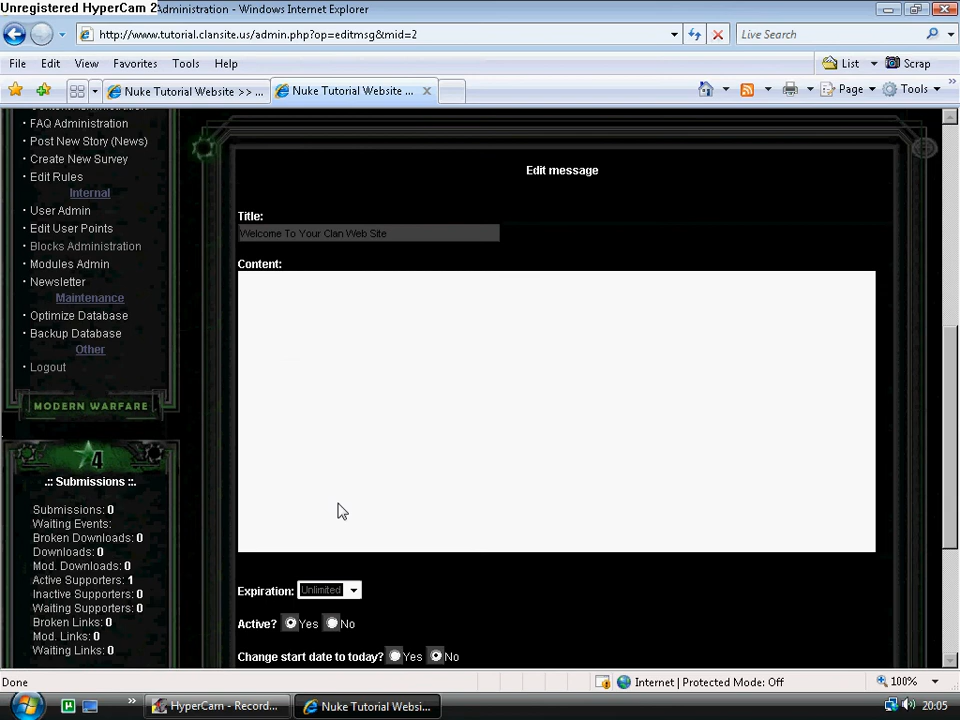 Unregistered HyperCam 2
Administration - Windows Internet Explorer
http://www.tutorial.clansite.us/admin.php?op=editmsg&mid=2
Live Search
File Edit View Favorites Tools Help
List Scrap
Nuke Tutorial Website >> ...
Nuke Tutorial Website ...
Page Tools
FAQ Administration
Post New Story (News)
Create New Survey
Edit Rules
Internal
User Admin
Edit User Points
Blocks Administration
Modules Admin
Newsletter
Maintenance
Optimize Database
Backup Database
Other
Logout
MODERN WARFARE
4
.:: Submissions ::.
Submissions: 0
Waiting Events:
Broken Downloads: 0
Downloads: 0
Mod. Downloads: 0
Active Supporters: 1
Inactive Supporters: 0
Waiting Supporters: 0
Broken Links: 0
Mod. Links: 0
Waiting Links: 0
Edit message
Title:
Welcome To Your Clan Web Site
Content:
Expiration: Unlimited
Active? Yes No
Change start date to today? Yes No
Done
Internet | Protected Mode: Off
100%
HyperCam - Record...
Nuke Tutorial Websi...
20:05